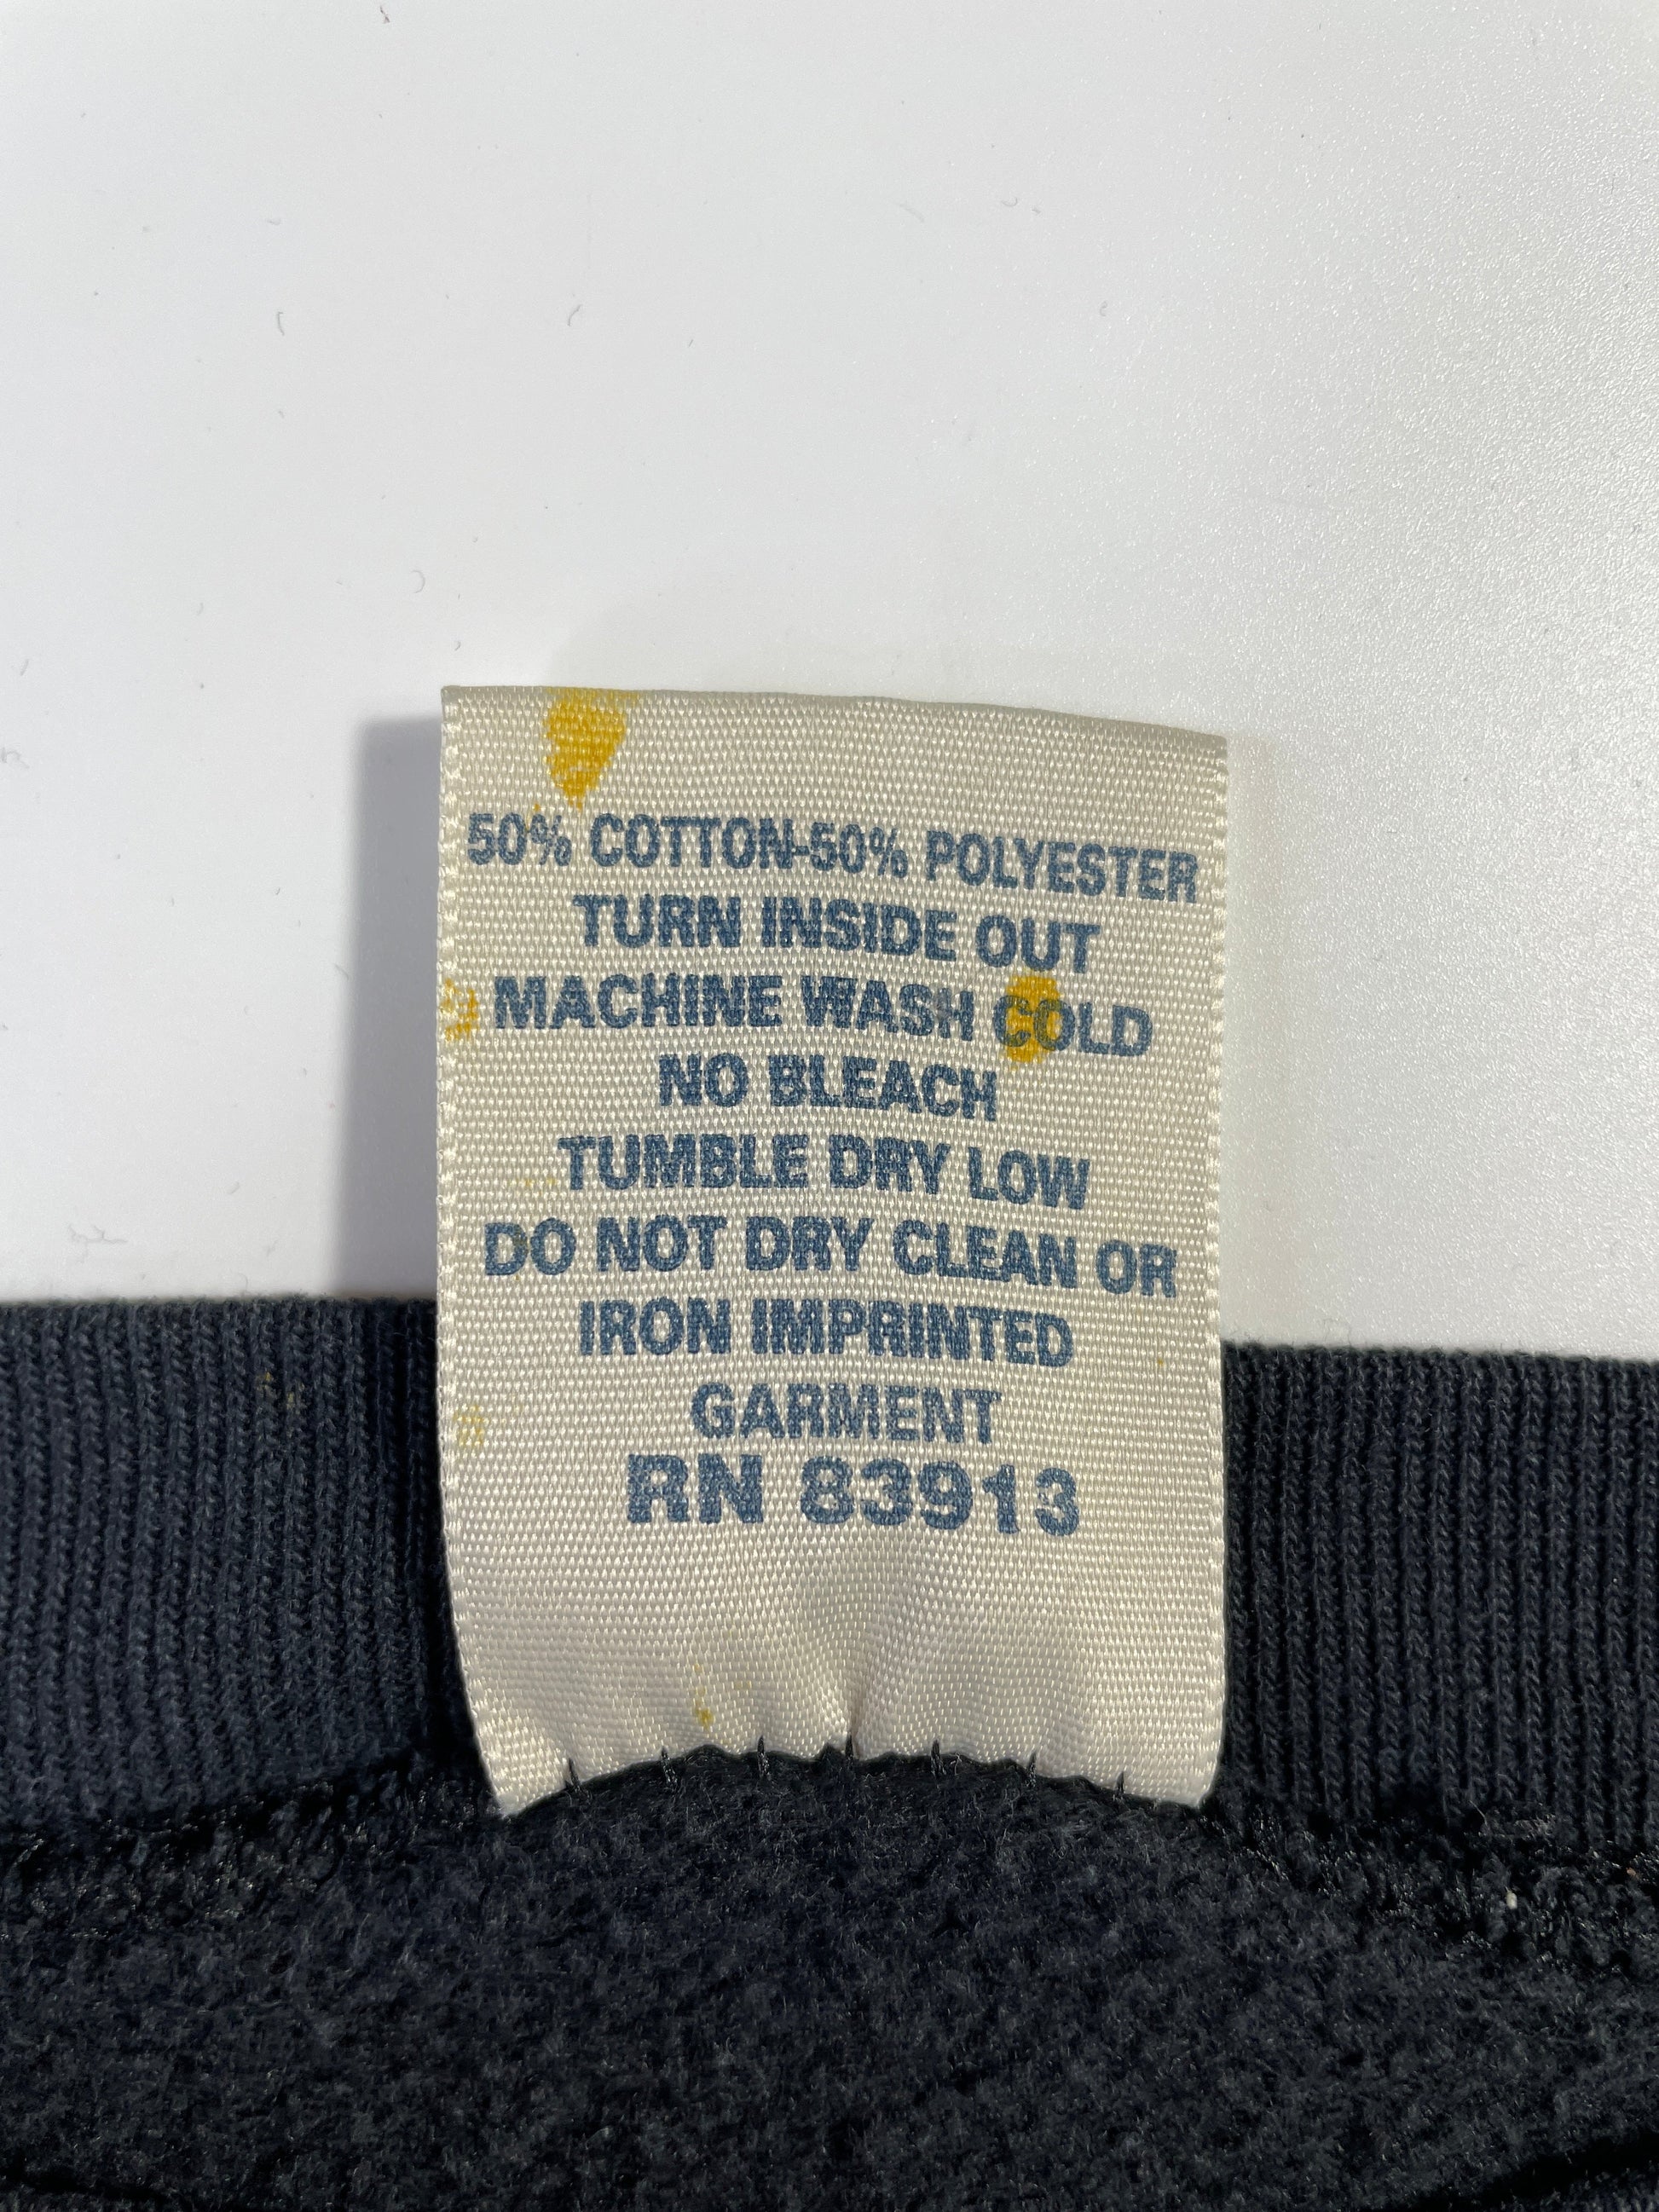 50% COTTON-50% POLYESTER
TURN INSIDE OUT
MACHINE WASH COLD
NO BLEACH
TUMBLE DRY LOW
DO NOT DRY CLEAN OR
IRON IMPRINTED
GARMENT
RN 83913